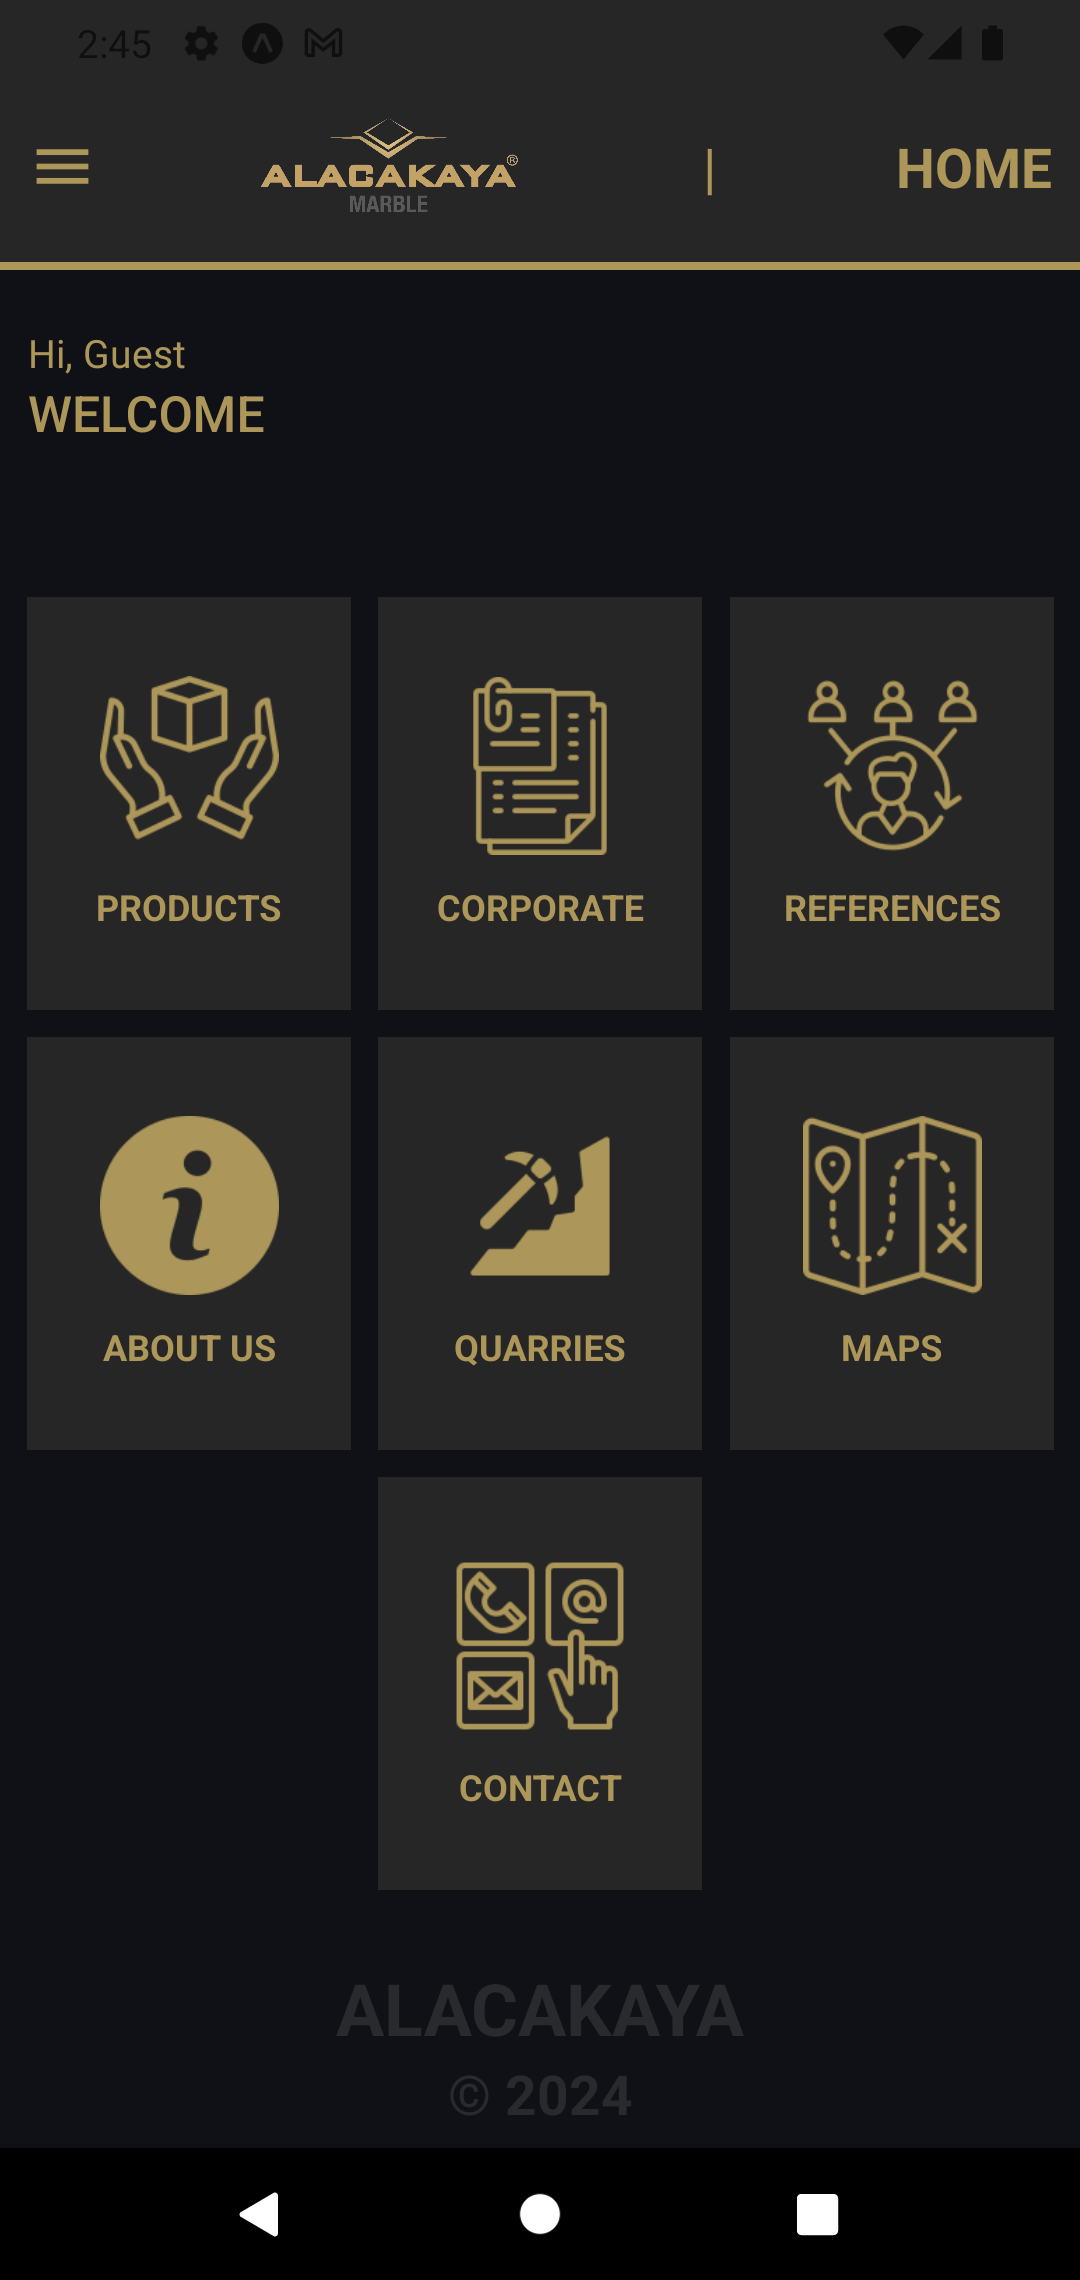 2:45
ALACAKAYA®
MARBLE
| HOME
Hi, Guest
WELCOME
PRODUCTS CORPORATE REFERENCES
ABOUT US QUARRIES MAPS
CONTACT
ALACAKAYA
© 2024